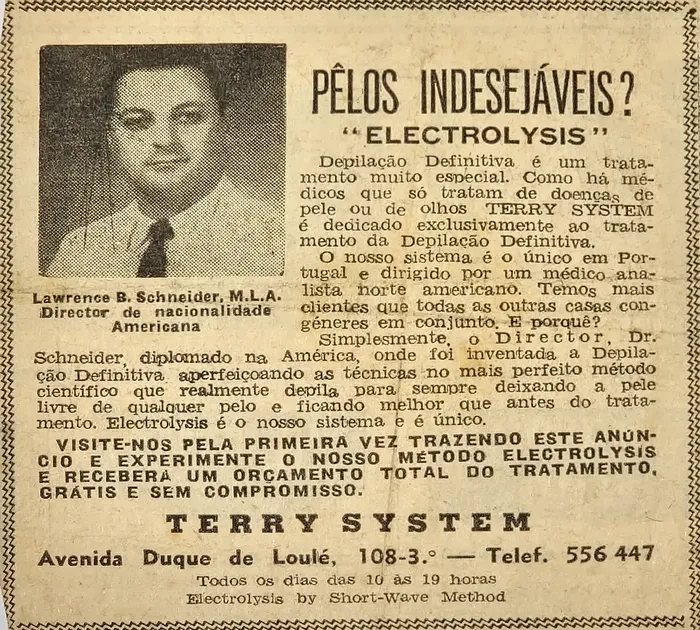 PÊLOS INDESEJÁVEIS?
“ELECTROLYSIS”
Depilação Definitiva é um trata-
mento muito especial. Como há mé-
dicos que só tratam de doenças de
pele ou de olhos TERRY SYSTEM
é dedicado exclusivamente ao trata-
mento da Depilação Definitiva.
O nosso sistema é o único em Por-
tugal e dirigido por um médico ana-
lista norte americano. Temos mais
clientes que todas as outras casas con-
géneres em conjunto. E porquê?
Simplesmente, o Director, Dr.
Lawrence B. Schneider, M.L.A.
Director de nacionalidade
Americana
Schneider, diplomado na América, onde foi inventada a Depila-
ção Definitiva aperfeiçoando as técnicas no mais perfeito método
científico que realmente depila para sempre deixando a pele
livre de qualquer pelo e ficando melhor que antes do trata-
mento. Electrolysis é o nosso sistema e é único.
VISITE-NOS PELA PRIMEIRA VEZ TRAZENDO ESTE ANÚN-
CIO E EXPERIMENTE O NOSSO MÉTODO ELECTROLYSIS
E RECEBERÁ UM ORÇAMENTO TOTAL DO TRATAMENTO,
GRÁTIS E SEM COMPROMISSO.
TERRY SYSTEM
Avenida Duque de Loulé, 108-3.° — Telef. 556 447
Todos os dias das 10 às 19 horas
Electrolysis by Short-Wave Method